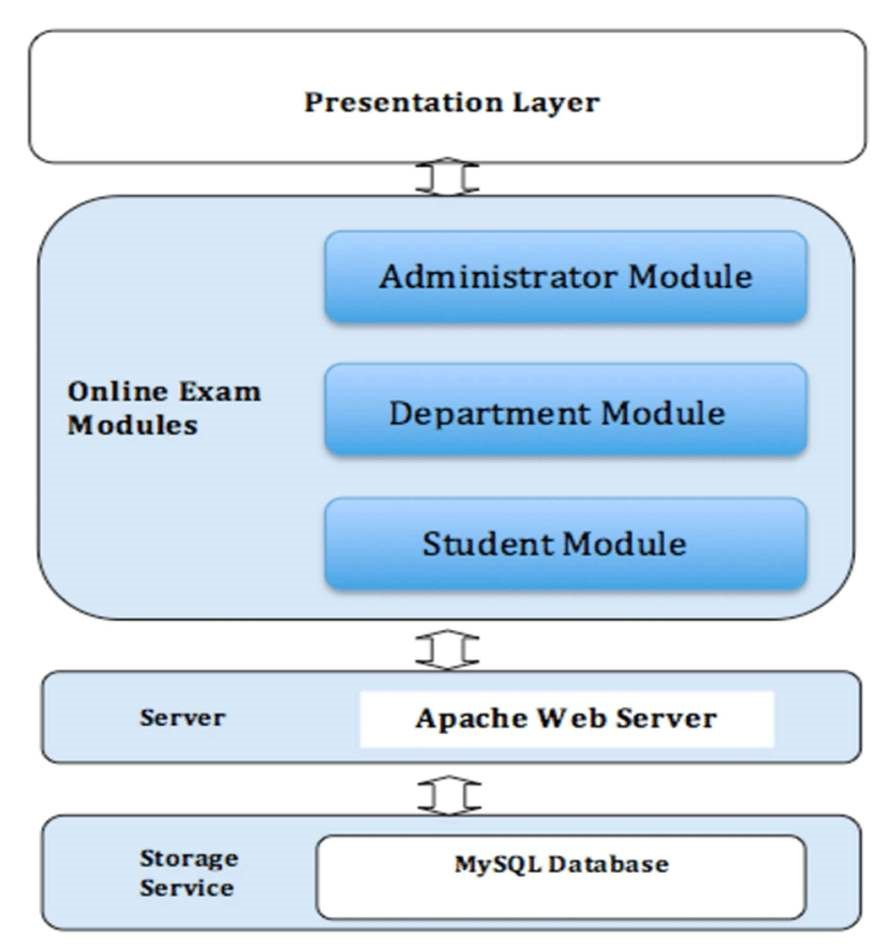 Presentation Layer
Administrator Module
Online Exam
Modules
Department Module
Student Module
Server
Apache Web Server
Storage
Service
MySQL Database